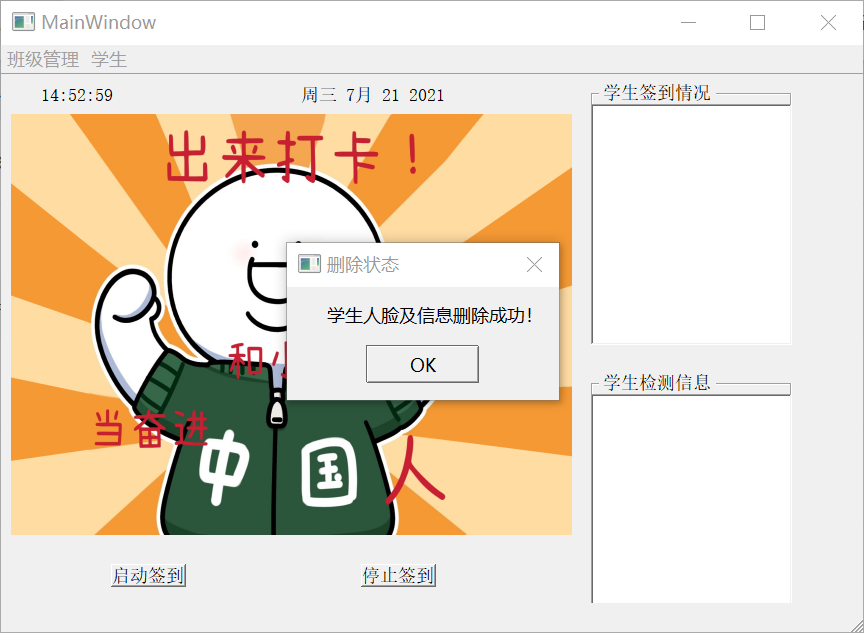 MainWindow
班级管理 学生
14:52:59
周三 7月 21 2021
学生签到情况
出来打卡！
删除状态
学生人脸及信息删除成功！
OK
和小
学生检测信息
当奋进
中国
人
启动签到
停止签到